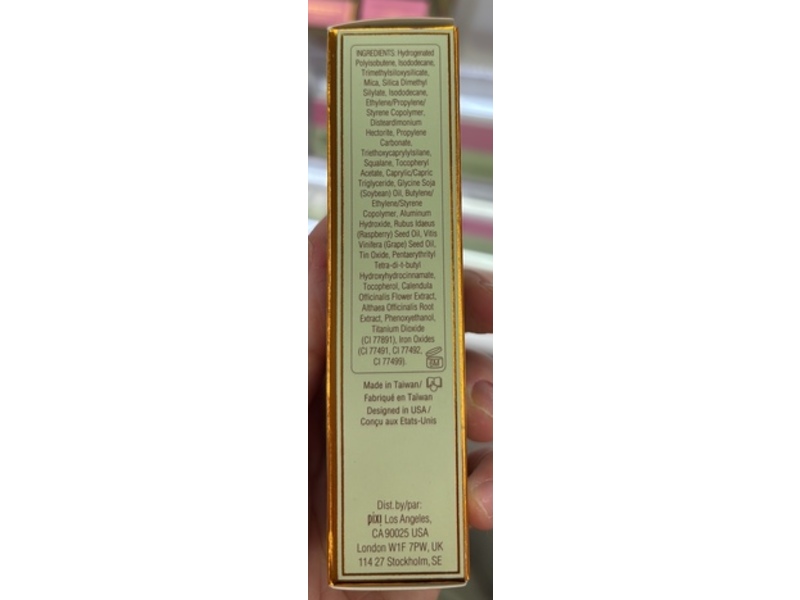 INGREDIENTS: Hydrogenated
Polyisobutene, Isododecane,
Trimethylsiloxysilicate,
Mica, Silica Dimethyl
Silylate, Isododecane,
Ethylene/Propylene/
Styrene Copolymer,
Disteardimonium
Hectorite, Propylene
Carbonate,
Triethoxycaprylylsilane,
Squalane, Tocopheryl
Acetate, Caprylic/Capric
Triglyceride, Glycine Soja
(Soybean) Oil, Butylene/
Ethylene/Styrene
Copolymer, Aluminum
Hydroxide, Rubus Idaeus
(Raspberry) Seed Oil, Vitis
Vinifera (Grape) Seed Oil,
Tin Oxide, Pentaerythrityl
Tetra-di-t-butyl
Hydroxyhydrocinnamate,
Tocopherol, Calendula
Officinalis Flower Extract,
Althaea Officinalis Root
Extract, Phenoxyethanol,
Titanium Dioxide
(CI 77891), Iron Oxides
(CI 77491, CI 77492,
CI 77499).
Made in Taiwan/
Fabriqué en Taïwan
Designed in USA /
Conçu aux Etats-Unis
Dist. by/par:
pixi Los Angeles,
CA 90025 USA
London W1F 7PW, UK
114 27 Stockholm, SE